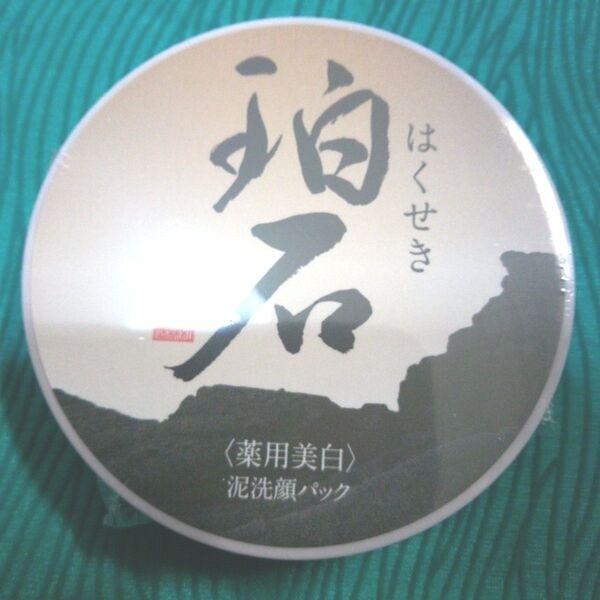 珀石
はくせき
〈薬用美白〉
泥洗顔パック